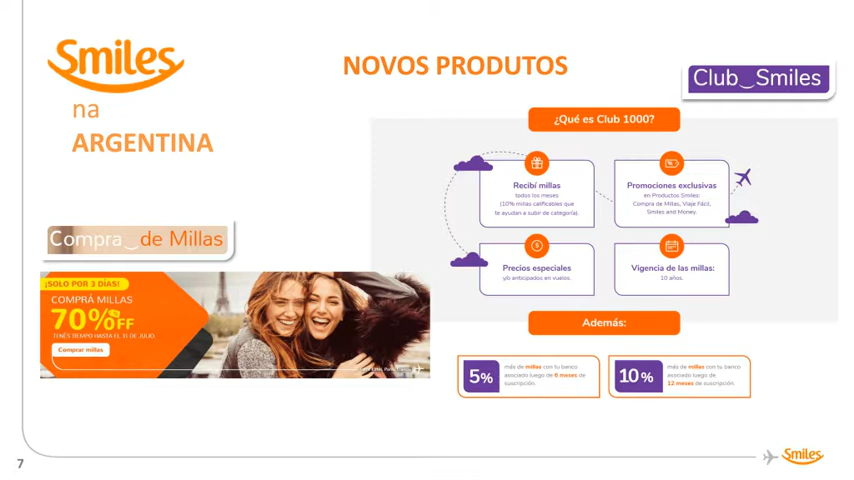 Smiles
na
ARGENTINA
NOVOS PRODUTOS
Club‿Smiles
¿Qué es Club 1000?
Recibí millas
todos los meses
(10% millas calificables que
te ayudan a subir de categoría).
Promociones exclusivas
en Productos Smiles:
Compra de Millas, Viaje Fácil,
Smiles and Money.
Precios especiales
y/o anticipados en vuelos.
Vigencia de las millas:
10 años.
Además:
5%
más de millas con tu banco
asociado luego de 6 meses de
suscripción.
10%
más de millas con tu banco
asociado luego de
12 meses de suscripción.
Compra‿de Millas
¡SOLO POR 3 DÍAS!
COMPRÁ MILLAS
70%OFF
TENÉS TIEMPO HASTA EL 31 DE JULIO.
Comprar millas
7
Smiles